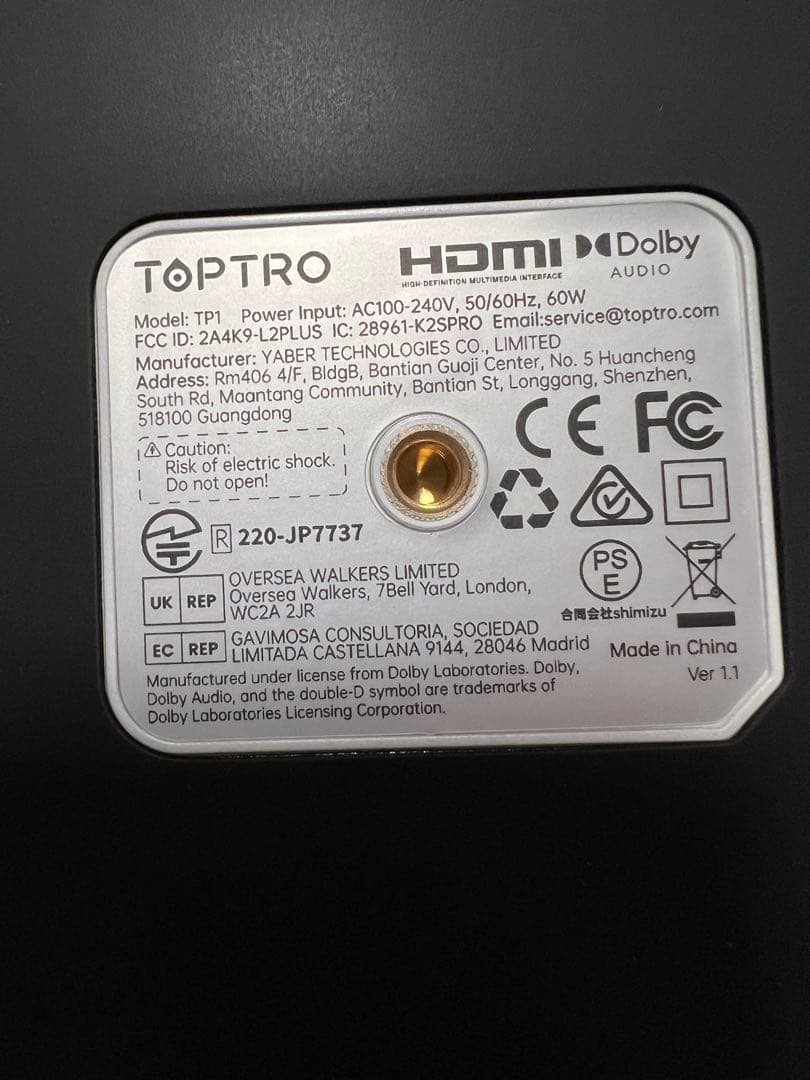 TOPTRO
HDMI
HIGH-DEFINITION MULTIMEDIA INTERFACE
Dolby
AUDIO
Model: TP1 Power Input: AC100-240V, 50/60Hz, 60W
FCC ID: 2A4K9-L2PLUS IC: 28961-K2SPRO Email:service@toptro.com
Manufacturer: YABER TECHNOLOGIES CO., LIMITED
Address: Rm406 4/F, BldgB, Bantian Guoji Center, No. 5 Huancheng
South Rd, Maantang Community, Bantian St, Longgang, Shenzhen,
518100 Guangdong
Caution:
Risk of electric shock.
Do not open!
CE FC
R 220-JP7737
UK REP
OVERSEA WALKERS LIMITED
Oversea Walkers, 7Bell Yard, London,
WC2A 2JR
PS
E
合同会社shimizu
EC REP
GAVIMOSA CONSULTORIA, SOCIEDAD
LIMITADA CASTELLANA 9144, 28046 Madrid
Made in China
Ver 1.1
Manufactured under license from Dolby Laboratories. Dolby,
Dolby Audio, and the double-D symbol are trademarks of
Dolby Laboratories Licensing Corporation.